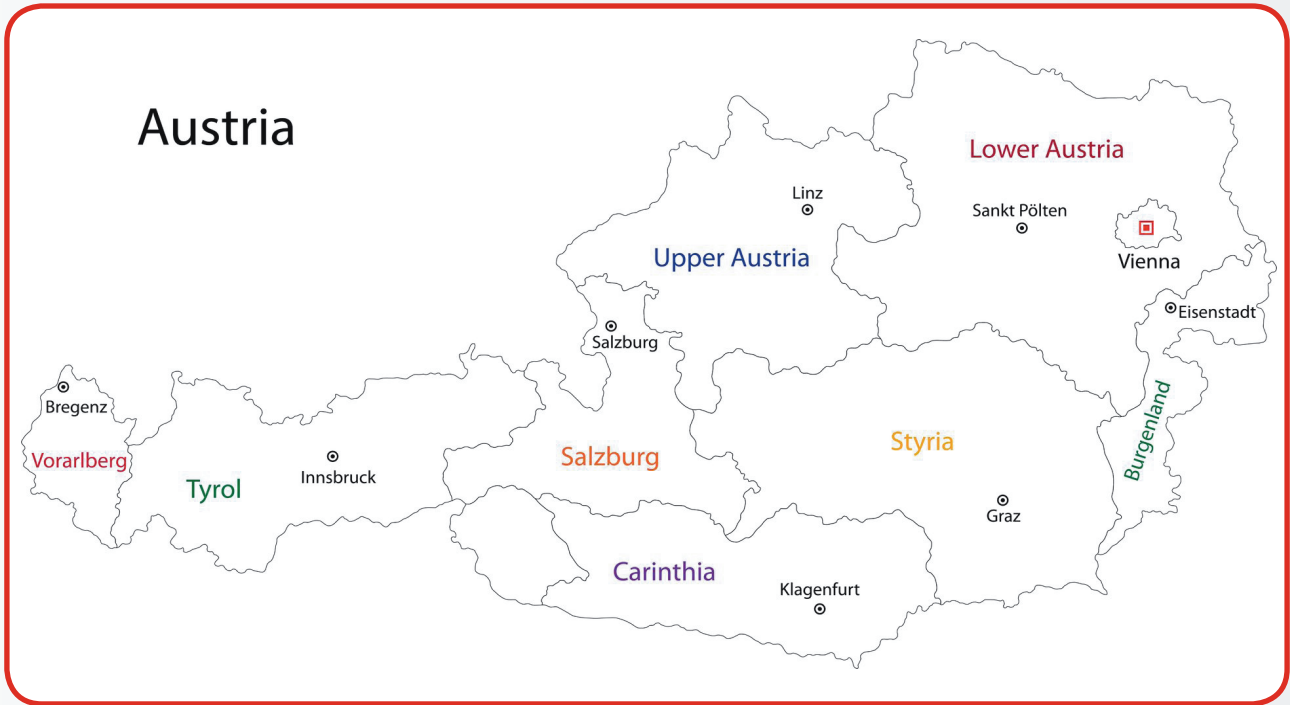 Austria
Lower Austria
Linz
Sankt Pölten
Upper Austria
Vienna
Eisenstadt
Salzburg
Bregenz
Burgenland
Styria
Vorarlberg
Salzburg
Innsbruck
Tyrol
Graz
Carinthia
Klagenfurt